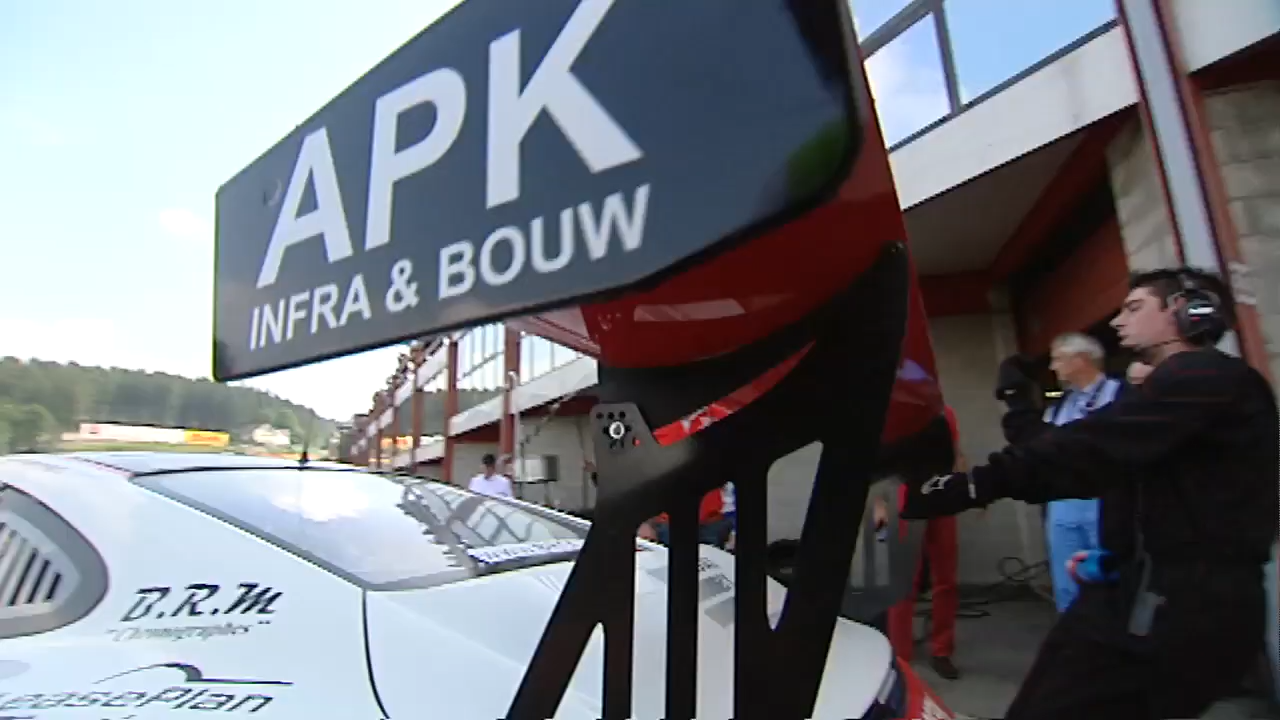 APK
INFRA & BOUW
B.R.M
"Chronographes"
LeasePlan